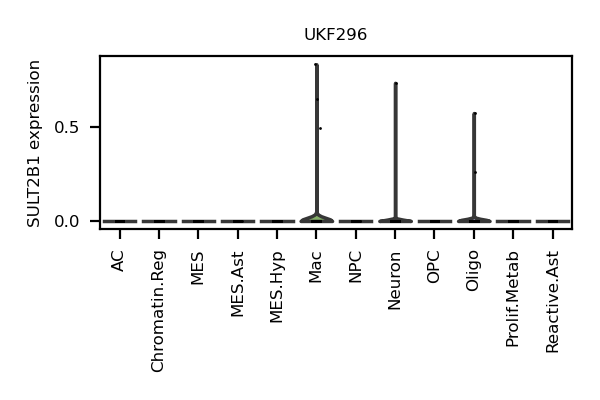 UKF296
SULT2B1 expression
0.5
0.0
AC
Chromatin.Reg
MES
MES.Ast
MES.Hyp
Mac
NPC
Neuron
OPC
Oligo
Prolif.Metab
Reactive.Ast